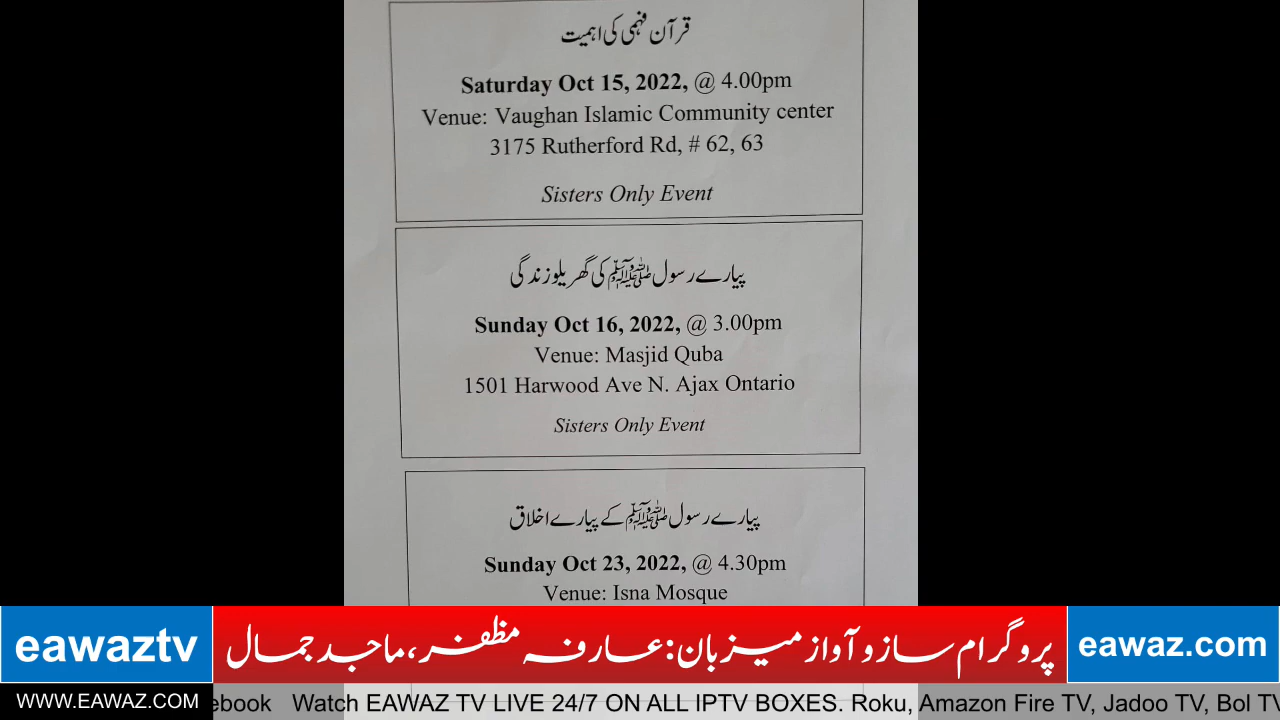 قرآن فہمی کی اہمیت
Saturday Oct 15, 2022, @ 4.00pm
Venue: Vaughan Islamic Community center
3175 Rutherford Rd, # 62, 63
Sisters Only Event
پیارے رسول ﷺ کی گھریلو زندگی
Sunday Oct 16, 2022, @ 3.00pm
Venue: Masjid Quba
1501 Harwood Ave N. Ajax Ontario
Sisters Only Event
پیارے رسول ﷺ کے پیارے اخلاق
Sunday Oct 23, 2022, @ 4.30pm
Venue: Isna Mosque
eawaztv
پروگرام ساز و آواز میزبان: عارفہ مظفر، ماجد جمال
eawaz.com
WWW.EAWAZ.COM
ebook Watch EAWAZ TV LIVE 24/7 ON ALL IPTV BOXES. Roku, Amazon Fire TV, Jadoo TV, Bol TV